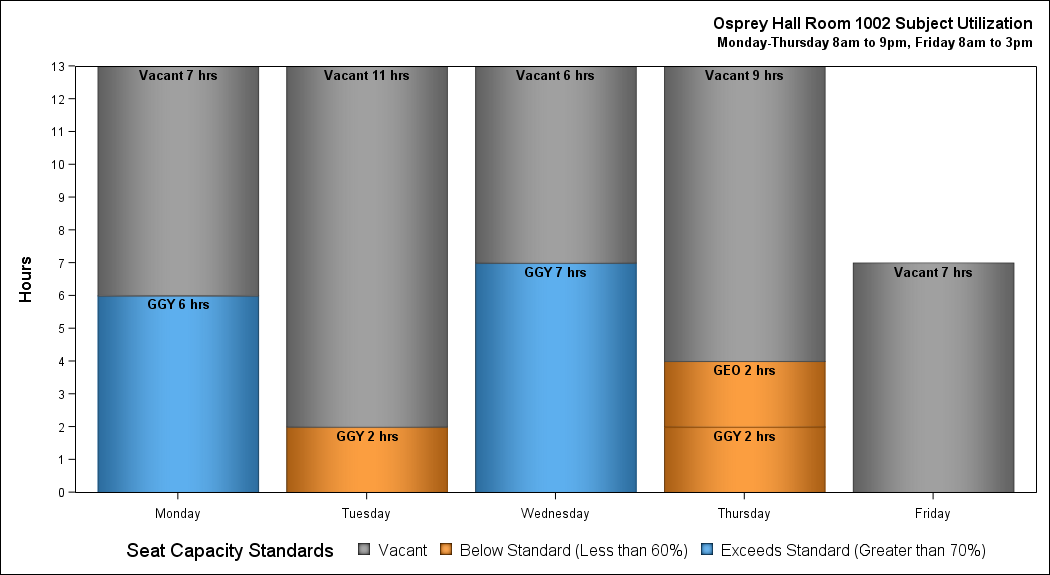 Osprey Hall Room 1002 Subject Utilization
Monday-Thursday 8am to 9pm, Friday 8am to 3pm
Hours
13
12
11
10
9
8
7
6
5
4
3
2
1
0
Vacant 7 hrs
GGY 6 hrs
Vacant 11 hrs
GGY 2 hrs
Vacant 6 hrs
GGY 7 hrs
Vacant 9 hrs
GEO 2 hrs
GGY 2 hrs
Vacant 7 hrs
Monday Tuesday Wednesday Thursday Friday
Seat Capacity Standards Vacant Below Standard (Less than 60%) Exceeds Standard (Greater than 70%)